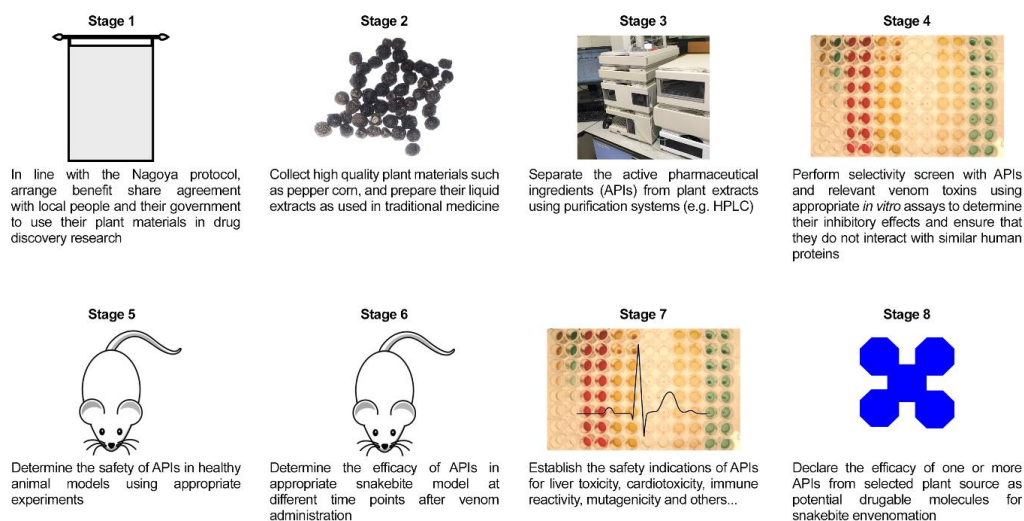 Stage 1
In line with the Nagoya protocol,
arrange benefit share agreement
with local people and their government
to use their plant materials in drug
discovery research
Stage 2
Collect high quality plant materials such
as pepper corn, and prepare their liquid
extracts as used in traditional medicine
Stage 3
Separate the active pharmaceutical
ingredients (APIs) from plant extracts
using purification systems (e.g. HPLC)
Stage 4
Perform selectivity screen with APIs
and relevant venom toxins using
appropriate in vitro assays to determine
their inhibitory effects and ensure that
they do not interact with similar human
proteins
Stage 5
Determine the safety of APIs in healthy
animal models using appropriate
experiments
Stage 6
Determine the efficacy of APIs in
appropriate snakebite model at
different time points after venom
administration
Stage 7
Establish the safety indications of APIs
for liver toxicity, cardiotoxicity, immune
reactivity, mutagenicity and others...
Stage 8
Declare the efficacy of one or more
APIs from selected plant source as
potential drugable molecules for
snakebite envenomation